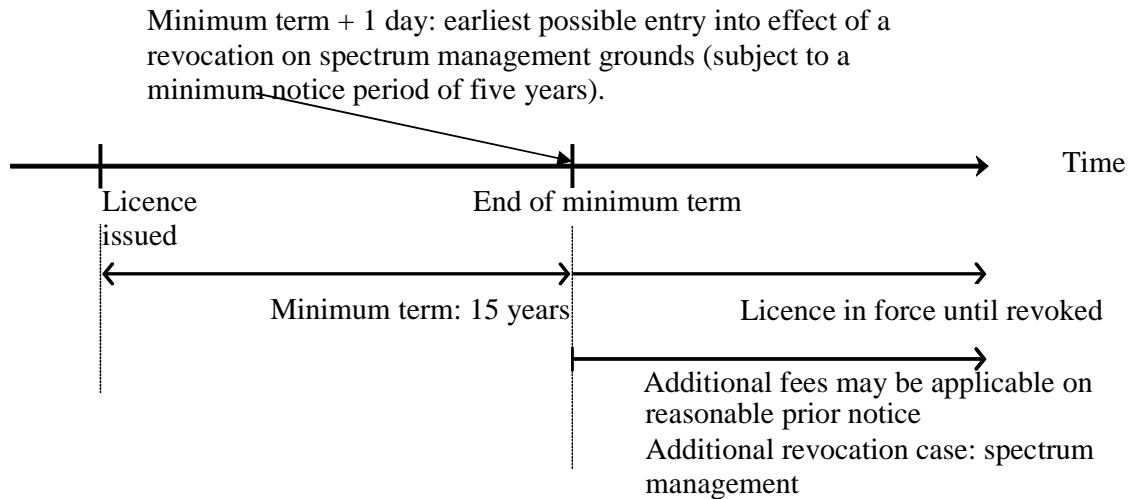 Minimum term + 1 day: earliest possible entry into effect of a
revocation on spectrum management grounds (subject to a
minimum notice period of five years).
Time
Licence
issued
End of minimum term
Minimum term: 15 years
Licence in force until revoked
Additional fees may be applicable on
reasonable prior notice
Additional revocation case: spectrum
management